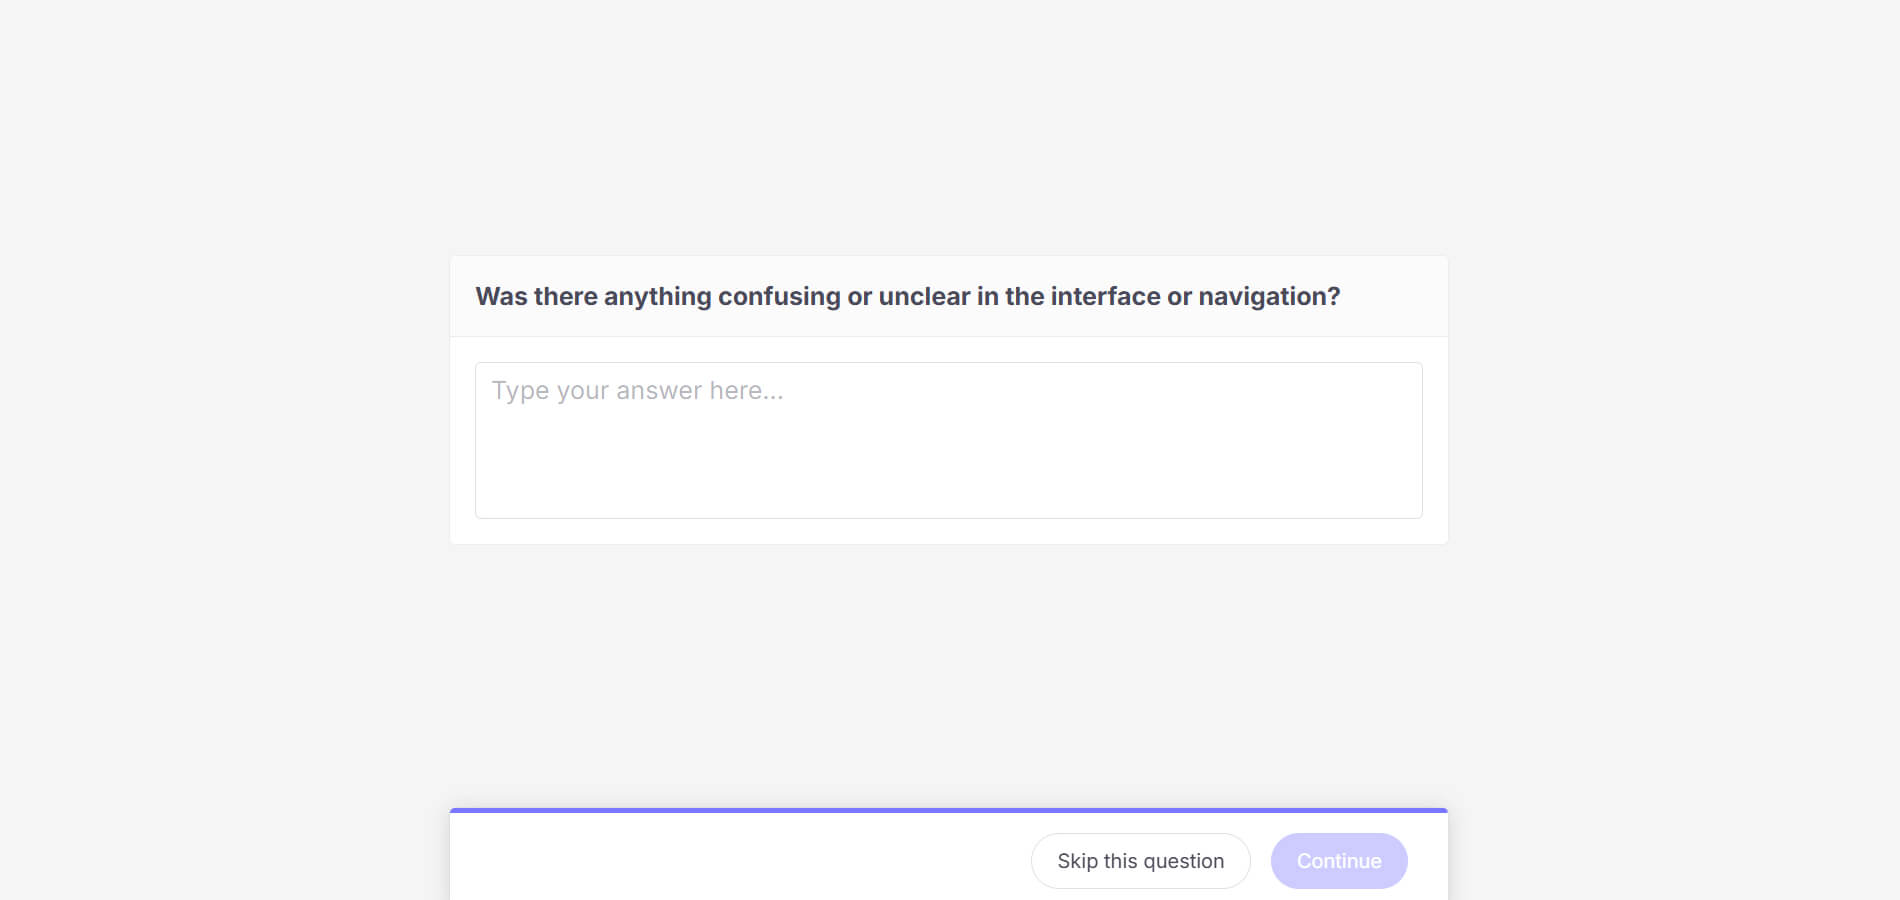 Was there anything confusing or unclear in the interface or navigation?
Type your answer here...
Skip this question
Continue